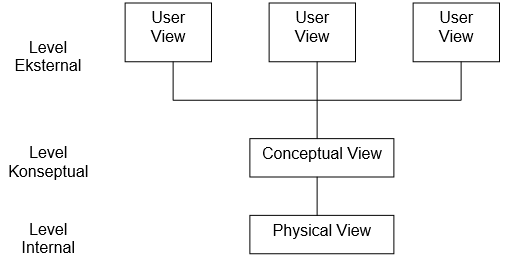 User
View
User
View
User
View
Level
Eksternal
Level
Konseptual
Conceptual View
Level
Internal
Physical View